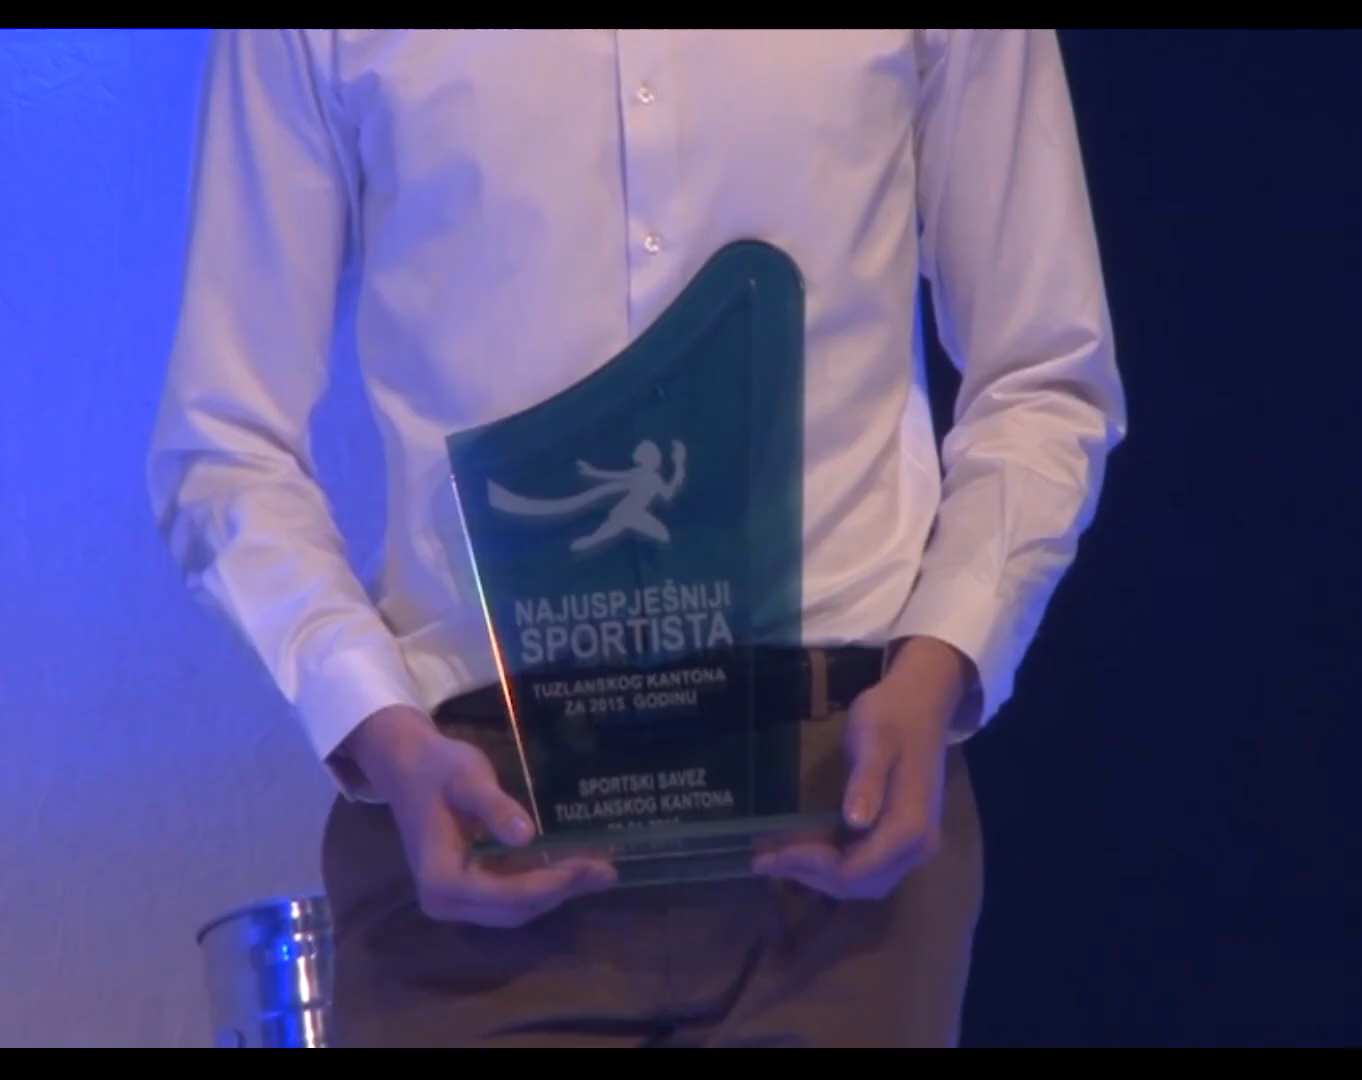 NAJUSPJEŠNIJI
SPORTISTA
TUZLANSKOG KANTONA
ZA 2015. GODINU
SPORTSKI SAVEZ
TUZLANSKOG KANTONA